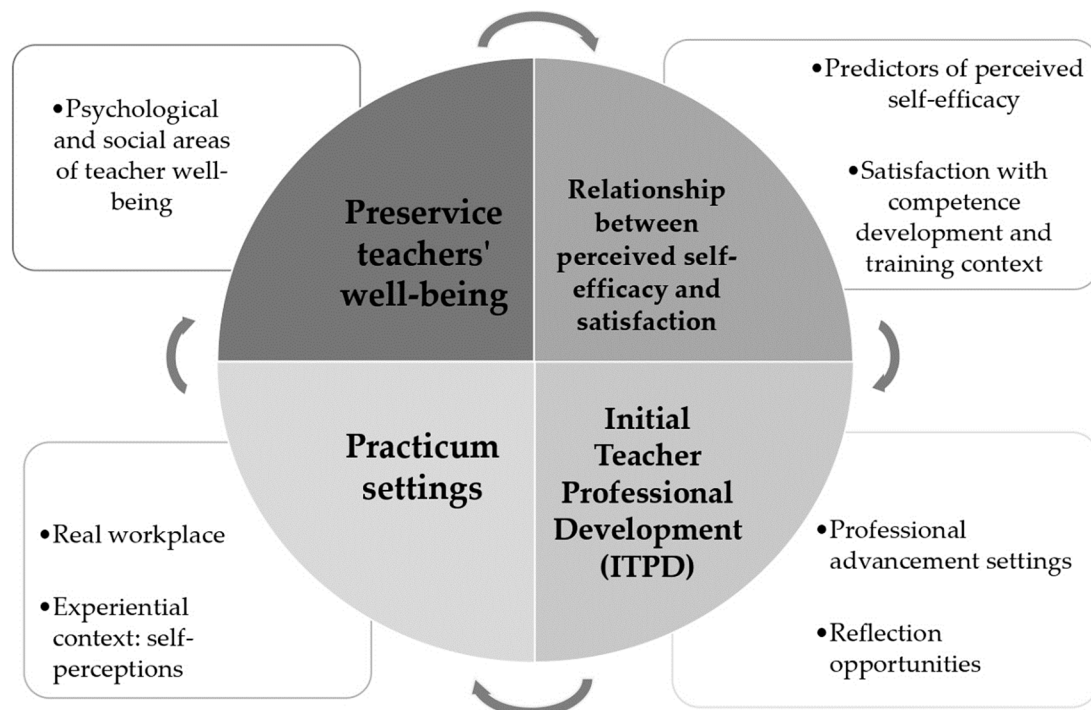 •Psychological
and social areas
of teacher well-
being
Preservice
teachers'
well-being
Relationship
between
perceived self-
efficacy and
satisfaction
•Predictors of perceived
self-efficacy
•Satisfaction with
competence
development and
training context
Practicum
settings
•Real workplace
•Experiential
context: self-
perceptions
Initial
Teacher
Professional
Development
(ITPD)
•Professional
advancement settings
•Reflection
opportunities